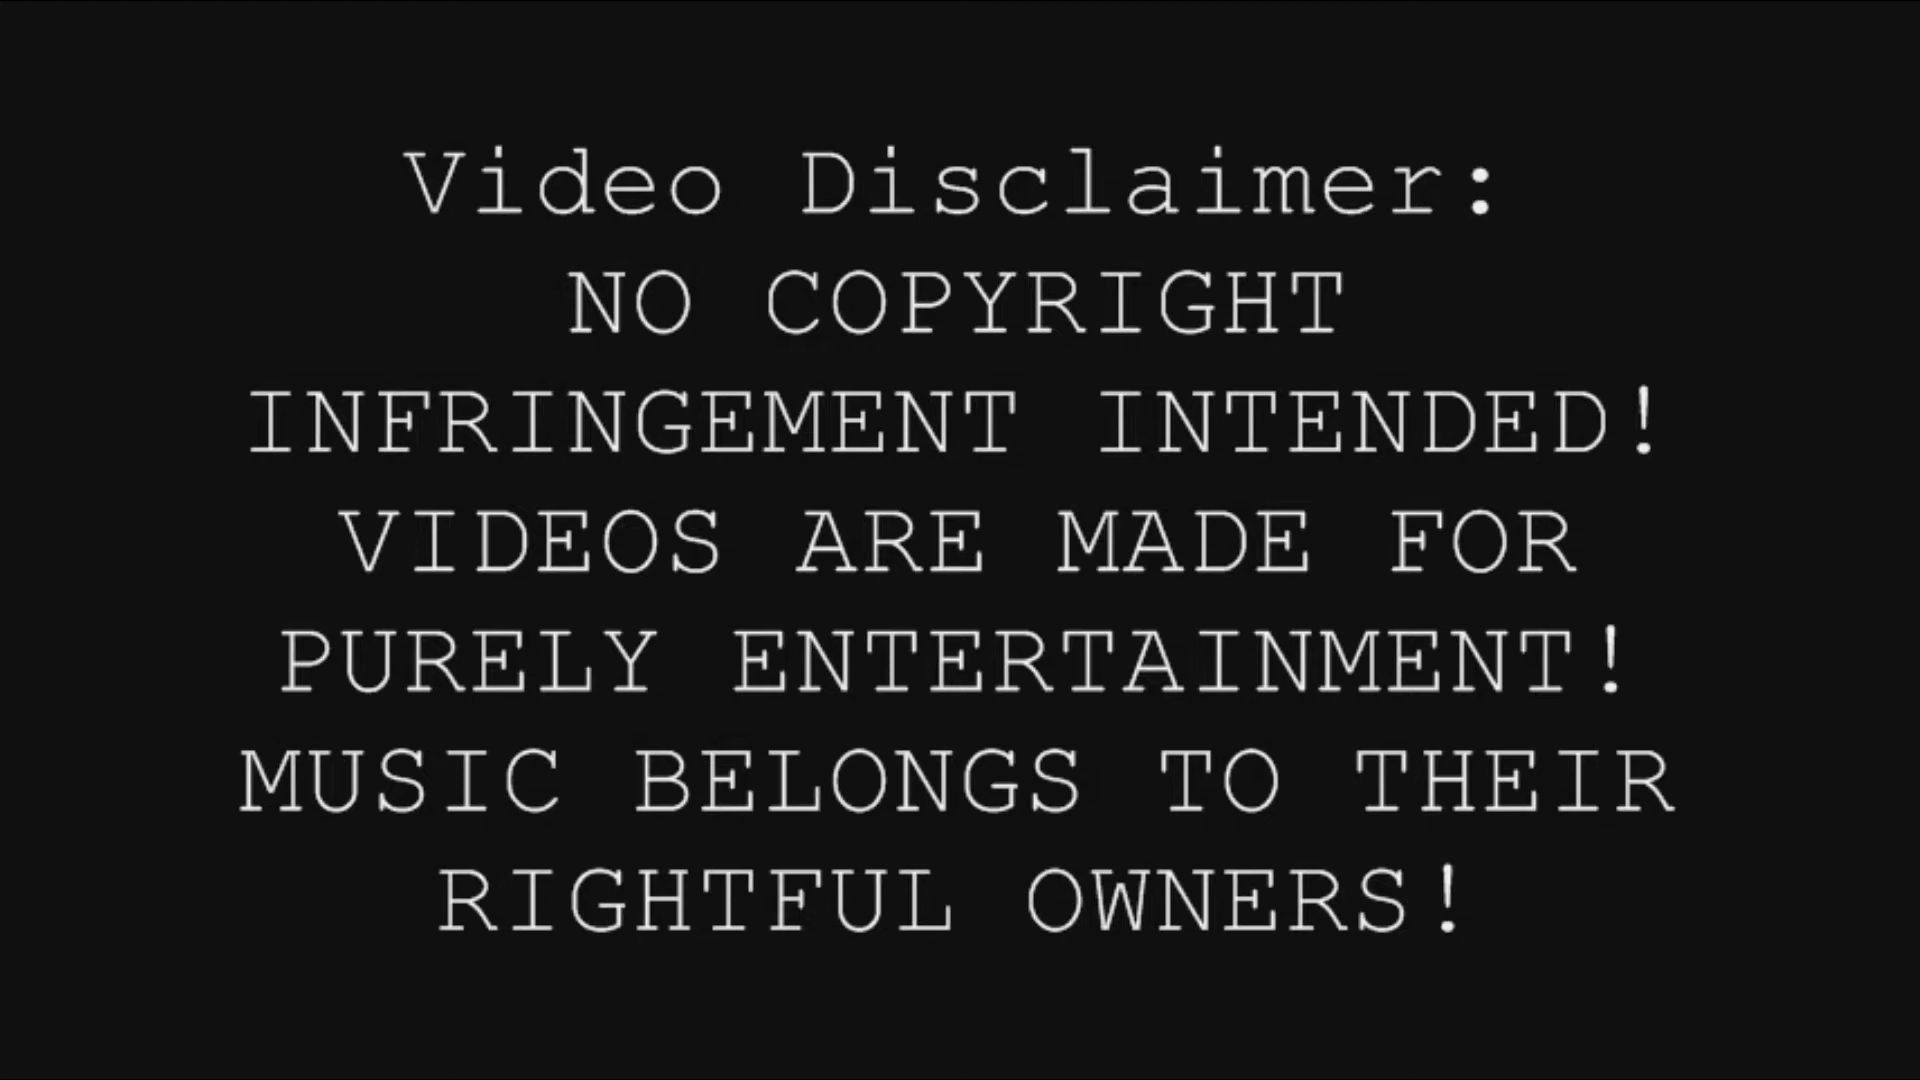 Video Disclaimer:
NO COPYRIGHT
INFRINGEMENT INTENDED!
VIDEOS ARE MADE FOR
PURELY ENTERTAINMENT!
MUSIC BELONGS TO THEIR
RIGHTFUL OWNERS!